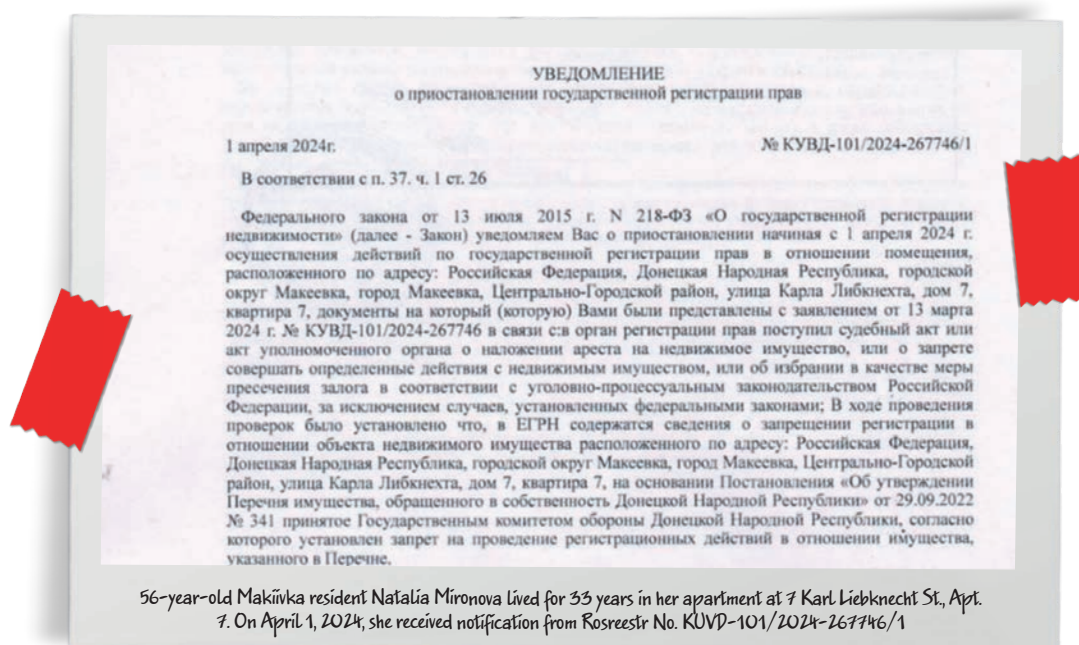 УВЕДОМЛЕНИЕ
о приостановлении государственной регистрации прав
1 апреля 2024г.
№ КУВД-101/2024-267746/1
В соответствии с п. 37. ч. 1 ст. 26
Федерального закона от 13 июля 2015 г. N 218-ФЗ «О государственной регистрации
недвижимости» (далее - Закон) уведомляем Вас о приостановлении начиная с 1 апреля 2024 г.
осуществления действий по государственной регистрации прав в отношении помещения,
расположенного по адресу: Российская Федерация, Донецкая Народная Республика, городской
округ Макеевка, город Макеевка, Центрально-Городской район, улица Карла Либкнехта, дом 7,
квартира 7, документы на который (которую) Вами были представлены с заявлением от 13 марта
2024 г. № КУВД-101/2024-267746 в связи с:в орган регистрации прав поступил судебный акт или
акт уполномоченного органа о наложении ареста на недвижимое имущество, или о запрете
совершать определенные действия с недвижимым имуществом, или об избрании в качестве меры
пресечения залога в соответствии с уголовно-процессуальным законодательством Российской
Федерации, за исключением случаев, установленных федеральными законами; В ходе проведения
проверок было установлено что, в ЕГРН содержатся сведения о запрещении регистрации в
отношении объекта недвижимого имущества расположенного по адресу: Российская Федерация,
Донецкая Народная Республика, городской округ Макеевка, город Макеевка, Центрально-Городской
район, улица Карла Либкнехта, дом 7, квартира 7, на основании Постановления «Об утверждении
Перечня имущества, обращенного в собственность Донецкой Народной Республики» от 29.09.2022
№ 341 принятое Государственным комитетом обороны Донецкой Народной Республики, согласно
которого установлен запрет на проведение регистрационных действий в отношении имущества,
указанного в Перечне.
56-year-old Makiivka resident Natalia Mironova lived for 33 years in her apartment at 7 Karl Liebknecht St., Apt.
7. On April 1, 2024, she received notification from Rosreestr No. KUVD-101/2024-267746/1